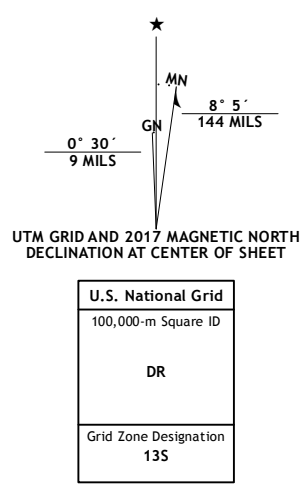 MN
GN
8° 5´
144 MILS
0° 30´
9 MILS
UTM GRID AND 2017 MAGNETIC NORTH
DECLINATION AT CENTER OF SHEET
U.S. National Grid
100,000-m Square ID
DR
Grid Zone Designation
13S